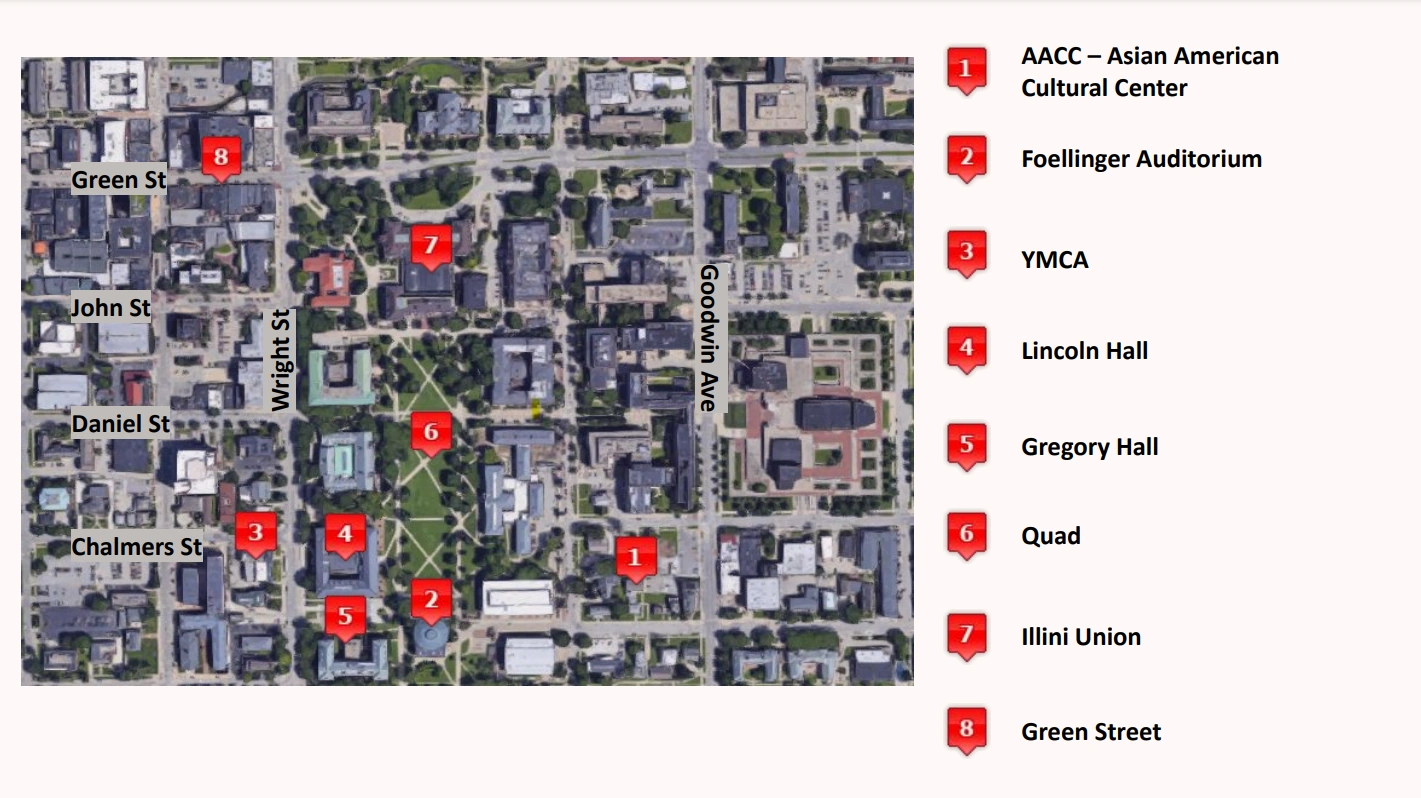 8
Green St
7
John St
Wright St
Goodwin Ave
Daniel St
6
3
4
Chalmers St
1
2
5
1 AACC – Asian American
Cultural Center
2 Foellinger Auditorium
3 YMCA
4 Lincoln Hall
5 Gregory Hall
6 Quad
7 Illini Union
8 Green Street